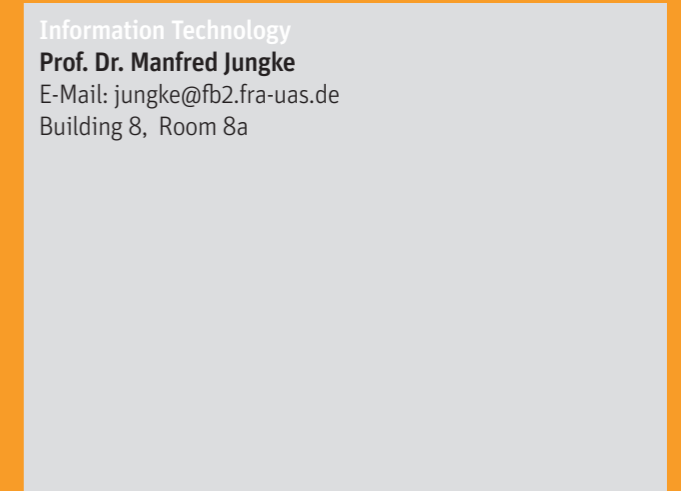 Information Technology
Prof. Dr. Manfred Jungke
E-Mail: jungke@fb2.fra-uas.de
Building 8, Room 8a